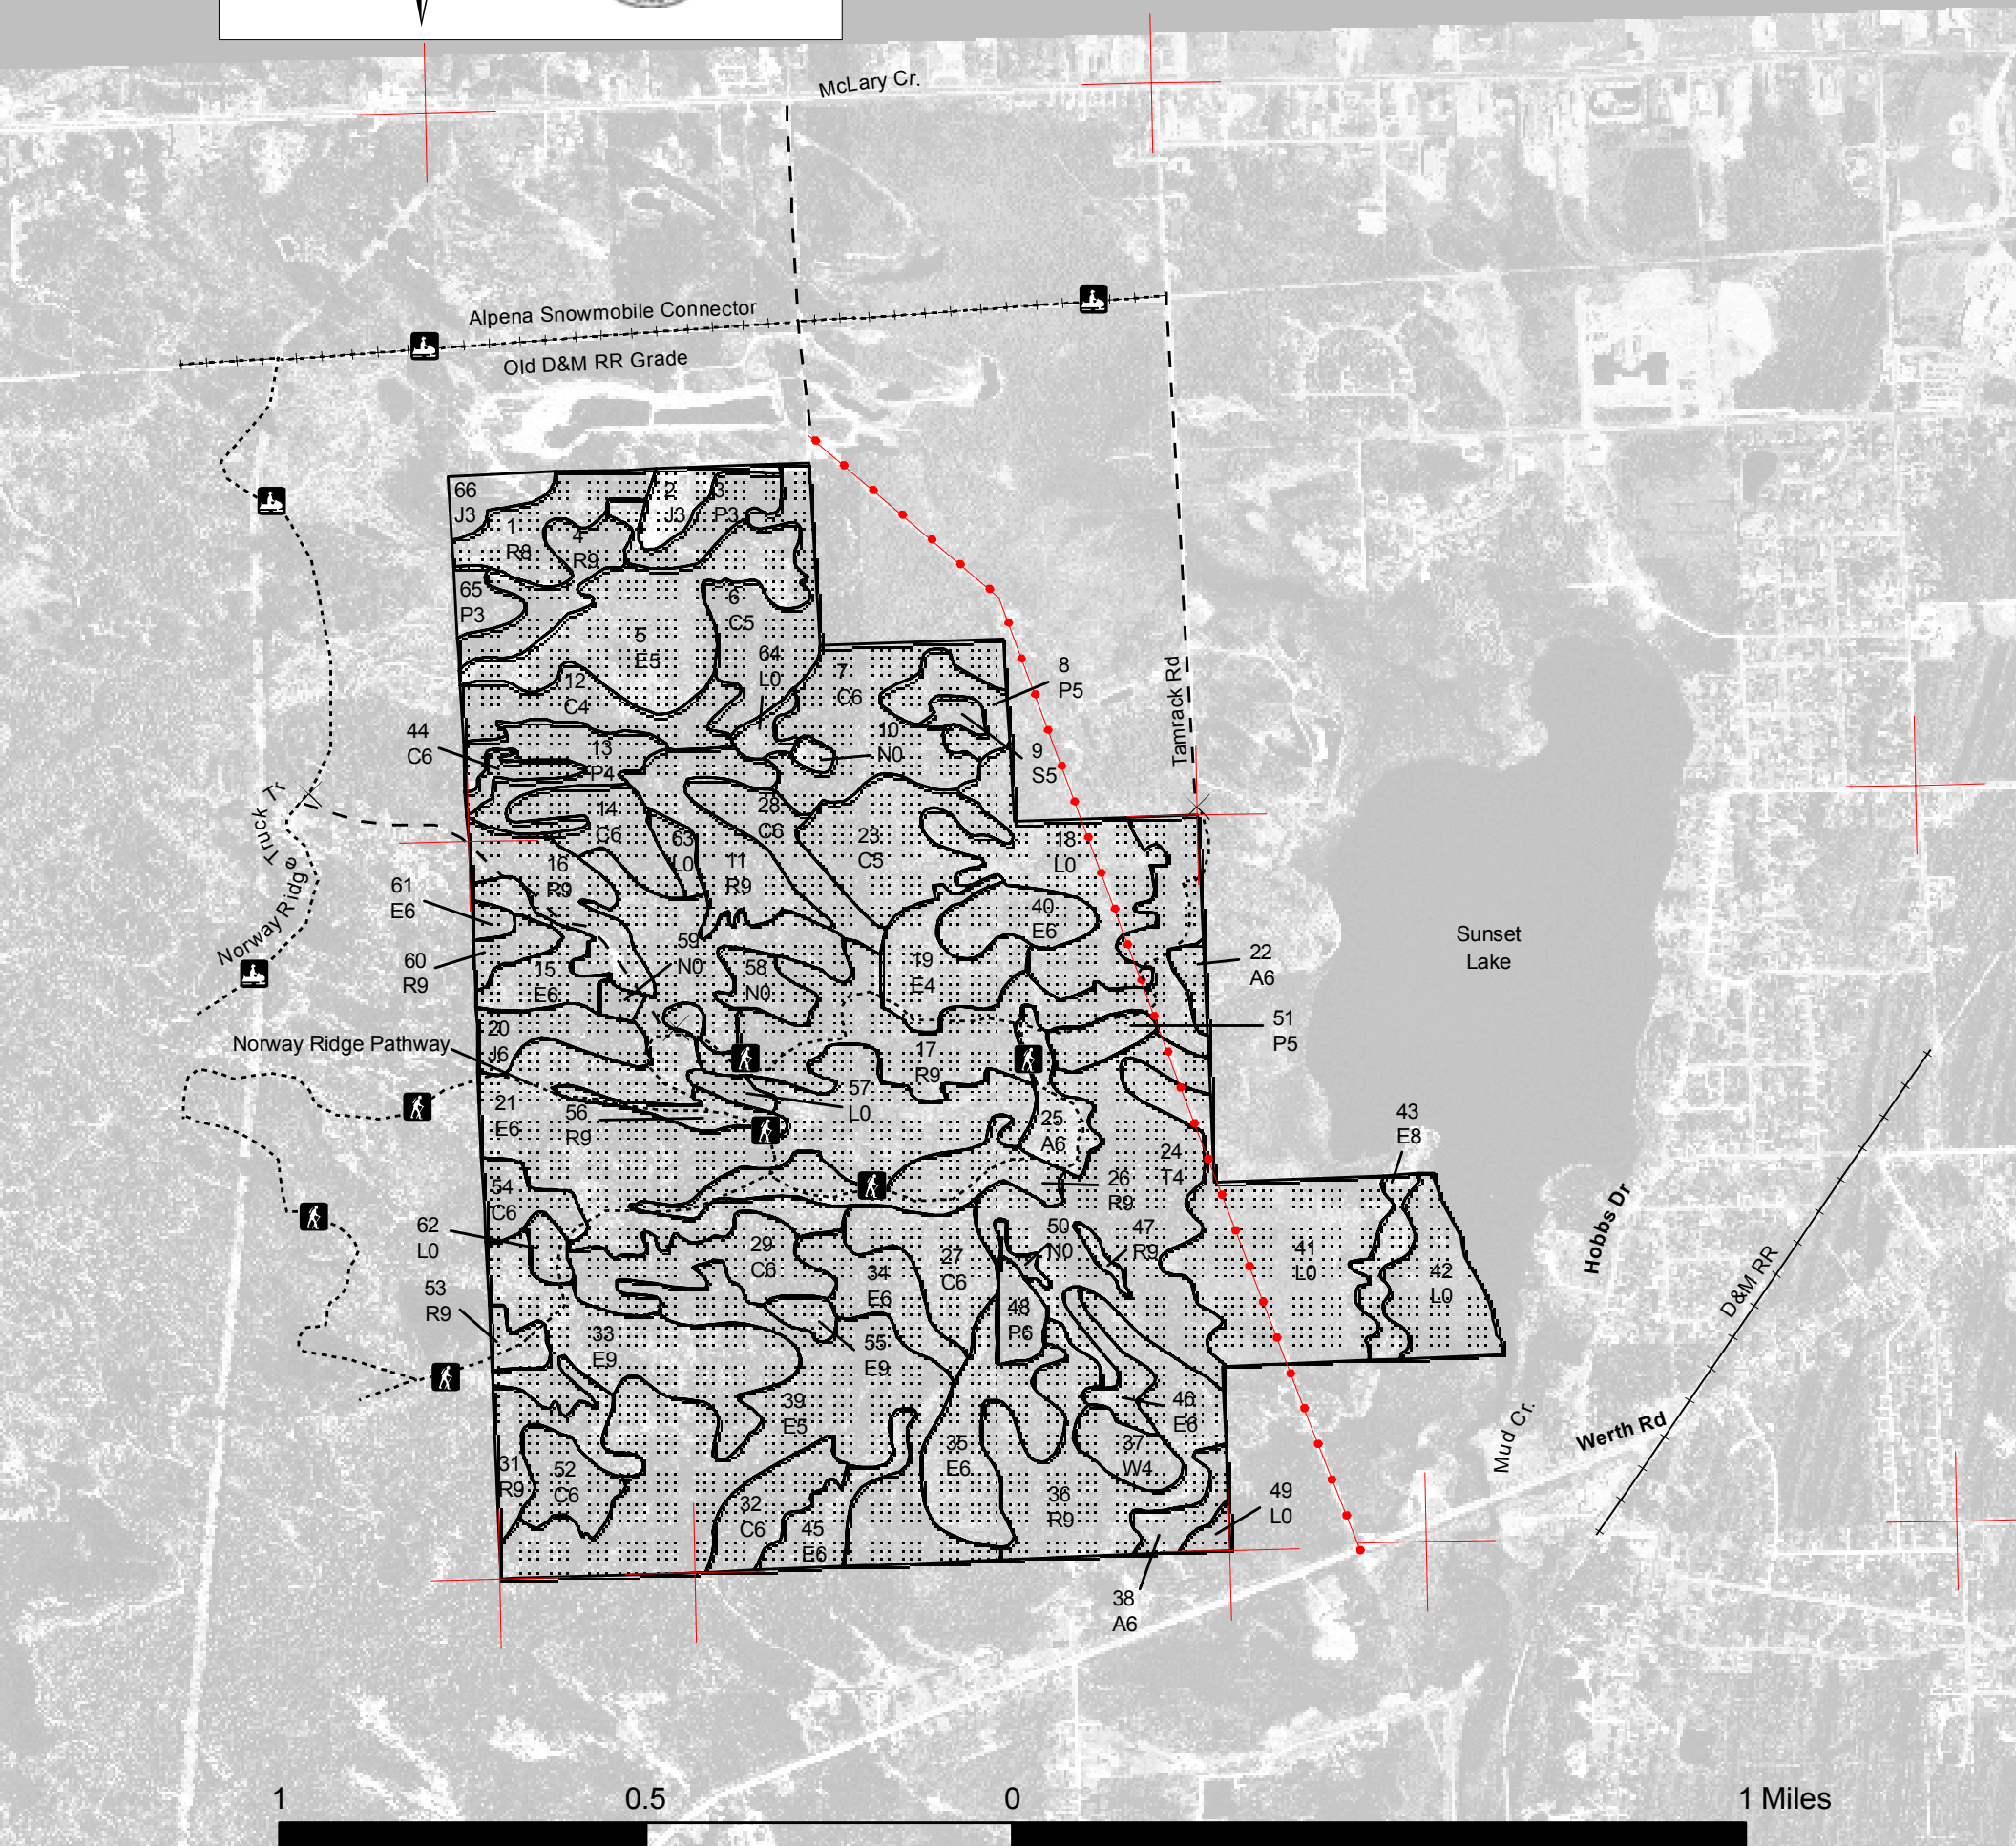 McLary Cr.
Alpena Snowmobile Connector
Old D&M RR Grade
66
J3
2
J3
3
P3
1
R8
4
R9
65
P3
6
C5
5
E5
64
L0
7
C6
8
P5
12
C4
Tamrack Rd
44
C6
13
P4
10
N0
9
S5
Norway Ridge Truck Tr
14
C6
28
C6
23
C5
18
L0
63
L0
11
R9
16
R9
61
E6
40
E6
Sunset
Lake
59
N0
58
N0
60
R9
15
E6
19
E4
22
A6
20
J6
Norway Ridge Pathway
51
P5
17
R9
57
L0
21
E6
56
R9
25
A6
43
E8
24
T4
26
R9
54
C6
62
L0
29
C6
27
C6
50
N0
47
R9
Hobbs Dr
41
L0
42
L0
34
E6
53
R9
48
P6
D&M RR
33
E9
55
E9
39
E5
46
E6
Mud Cr.
Werth Rd
31
R9
52
C6
35
E6
37
W4
32
C6
45
E6
36
R9
49
L0
38
A6
1 0.5 0 1 Miles